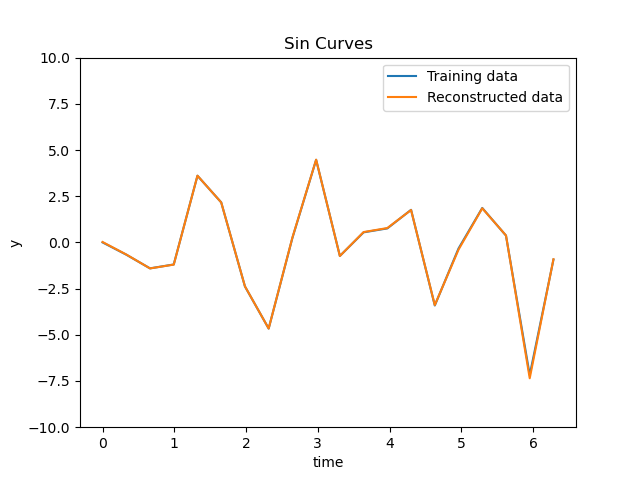 Sin Curves
Training data
Reconstructed data
10.0
7.5
5.0
2.5
0.0
−2.5
−5.0
−7.5
−10.0
y
0 1 2 3 4 5 6
time